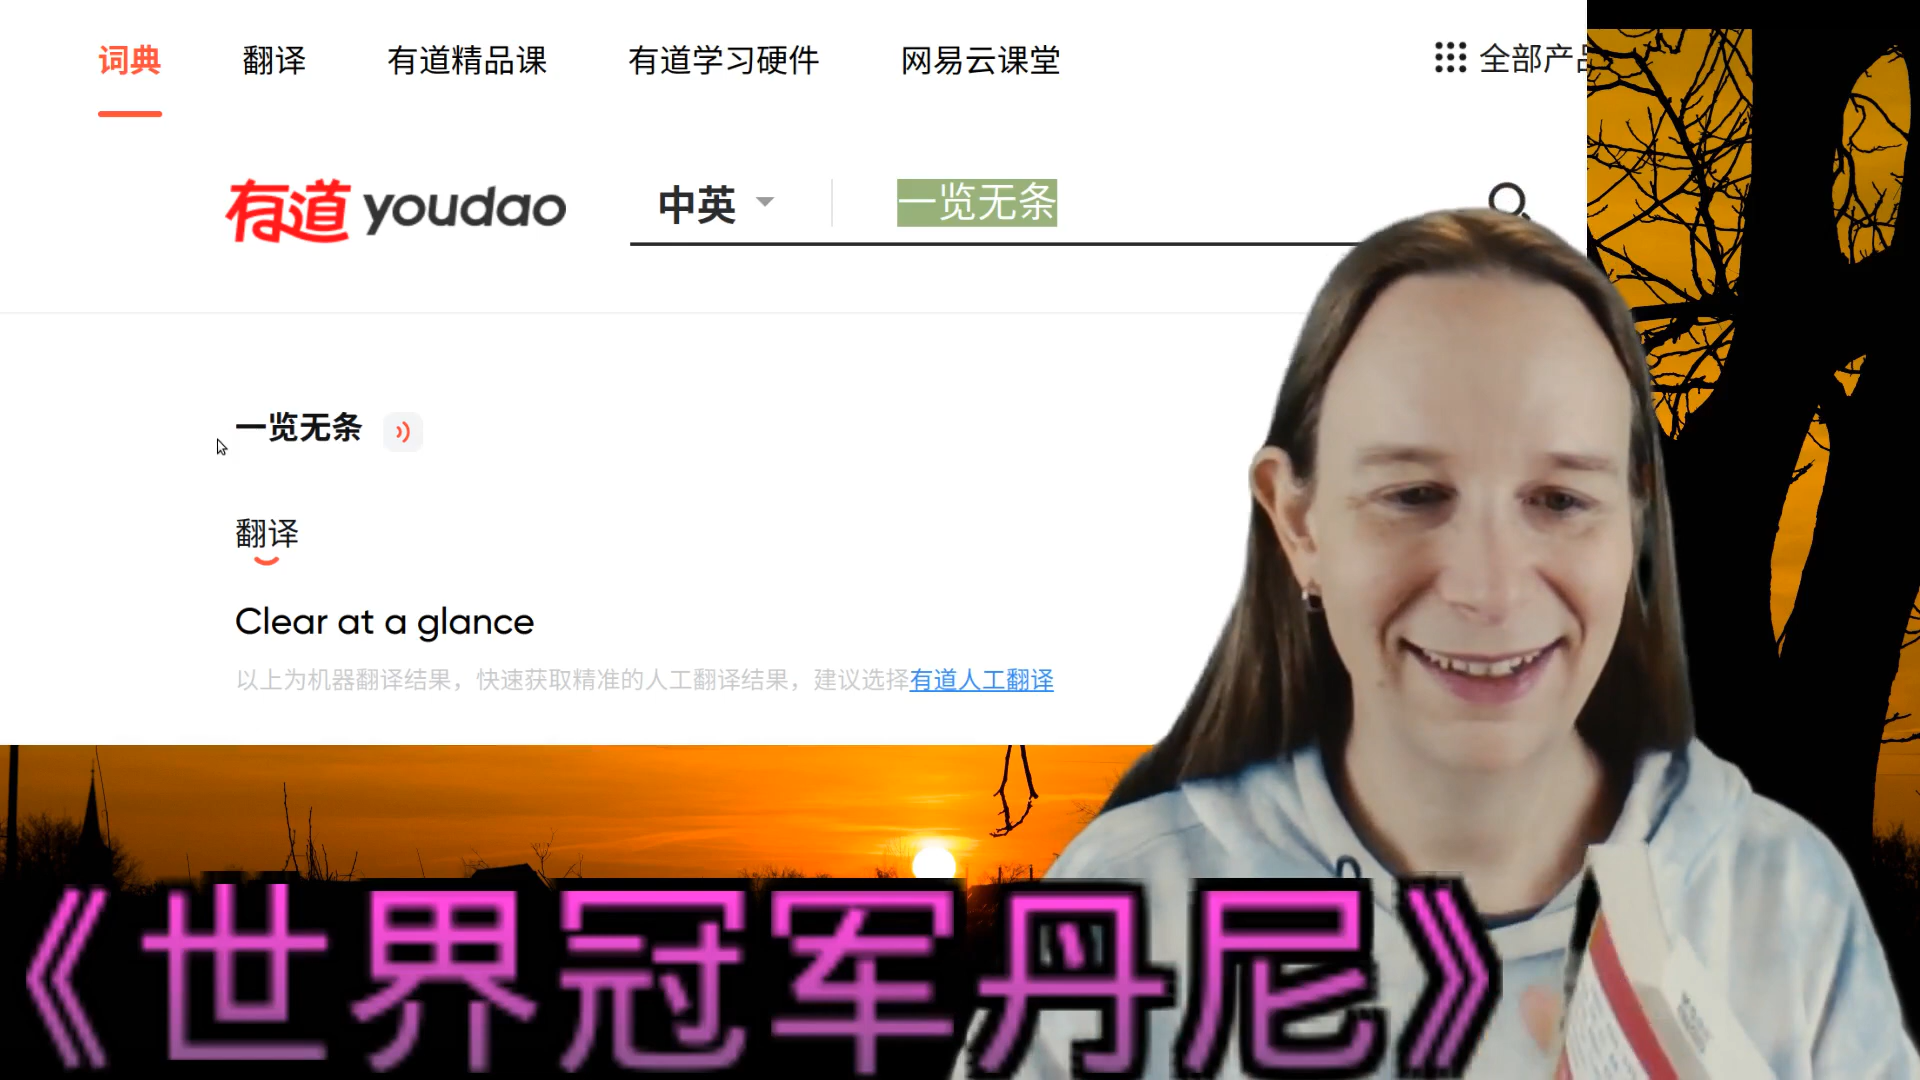 词典 翻译 有道精品课 有道学习硬件 网易云课堂 全部产品
有道 youdao 中英 一览无条
一览无条
翻译
Clear at a glance
以上为机器翻译结果，快速获取精准的人工翻译结果，建议选择有道人工翻译
《世界冠军丹尼》